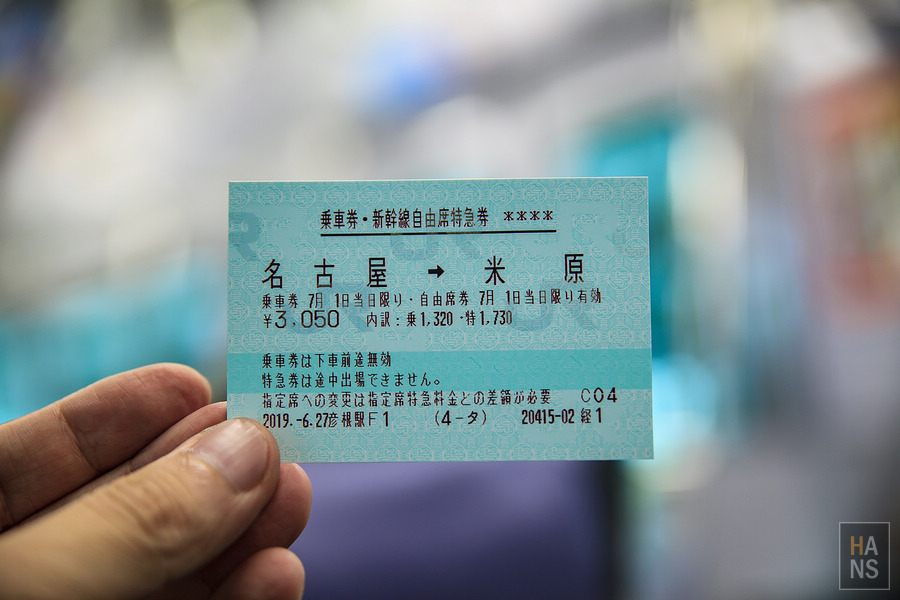 乗車券・新幹線自由席特急券 ****
名古屋 → 米原
乗車券 7月 1日当日限り・自由席券 7月 1日当日限り有効
¥3,050 内訳：乗1,320・特1,730
乗車券は下車前途無効
特急券は途中出場できません。
指定席への変更は指定席特急料金との差額が必要 C04
2019.-6.27彦根駅F1 (4-タ) 20415-02 経1
HANS